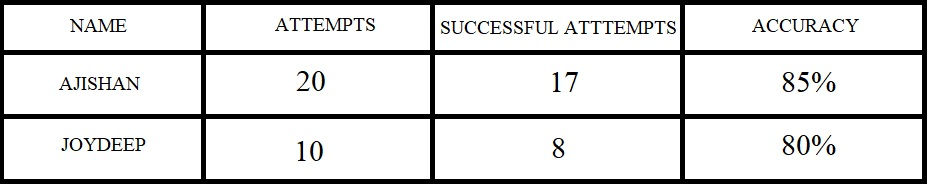 NAME ATTEMPTS SUCCESSFUL ATTTEMPTS ACCURACY
AJISHAN 20 17 85%
JOYDEEP 10 8 80%